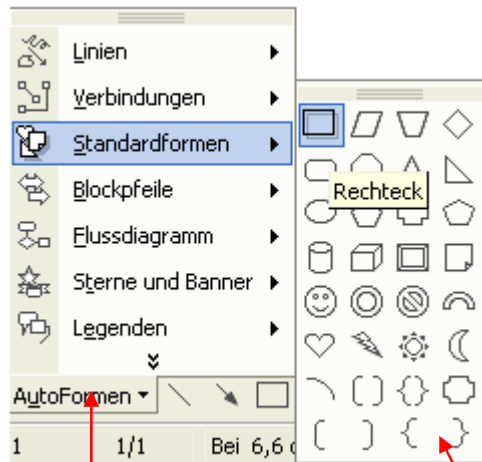 Linien
Verbindungen
Standardformen
Rechteck
Blockpfeile
Flussdiagramm
Sterne und Banner
Legenden
AutoFormen
1 1/1 Bei 6,6